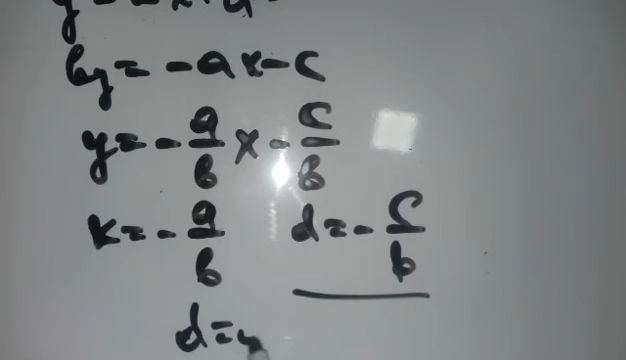 by = -ax - c
y = - a/b x - c/b
k = - a/b d = - c/b
d =